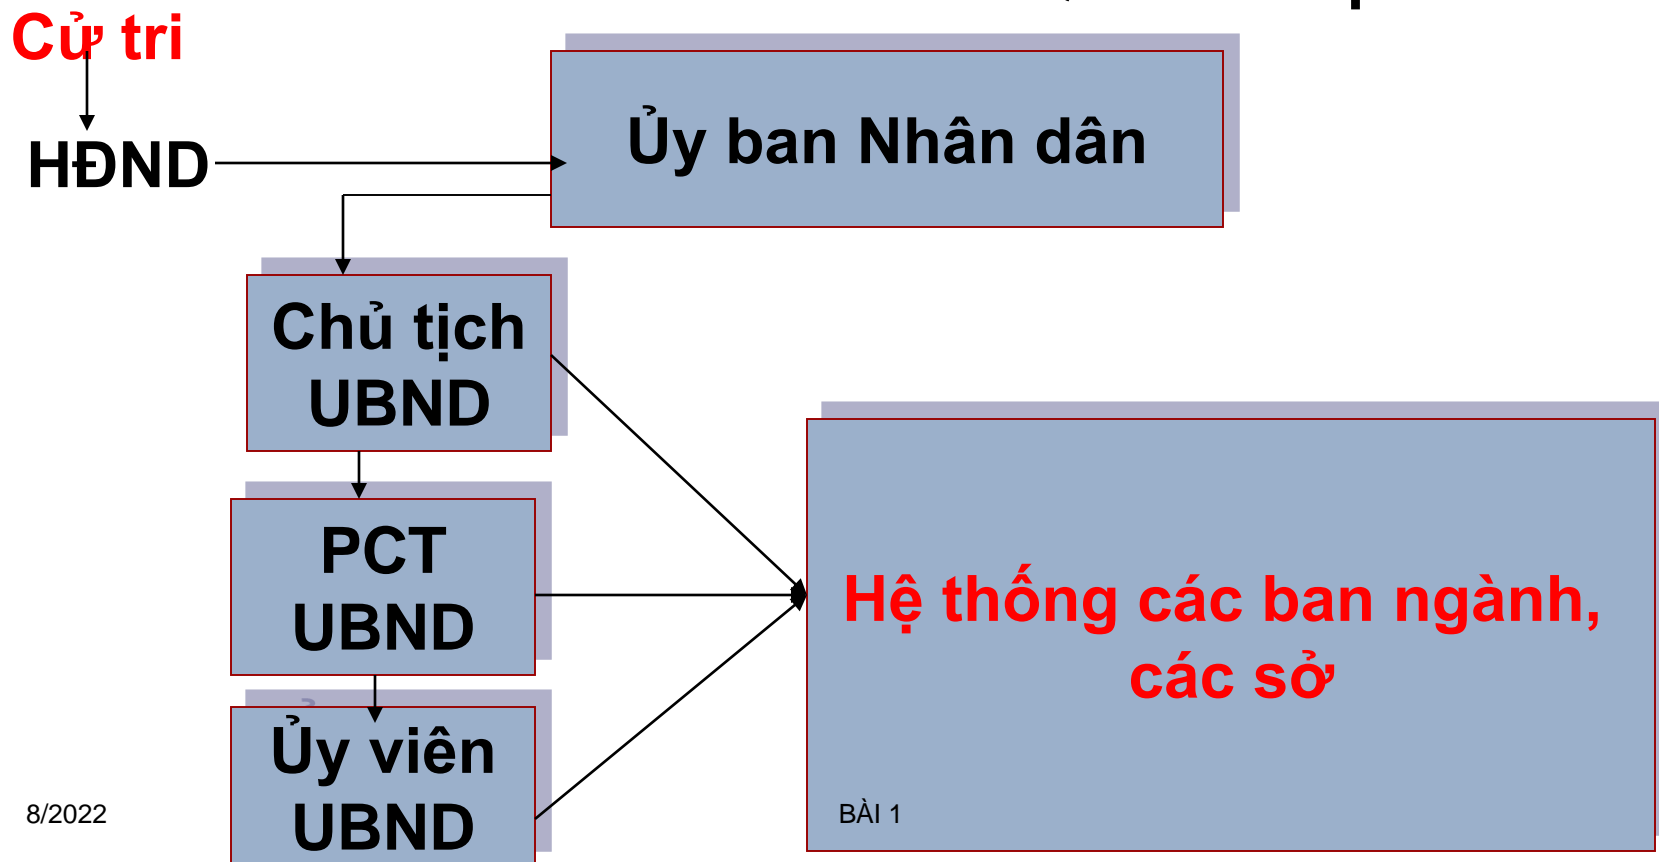 Cử tri
HĐND
Ủy ban Nhân dân
Chủ tịch
UBND
PCT
UBND
Ủy viên
UBND
Hệ thống các ban ngành,
các sở
8/2022
BÀI 1